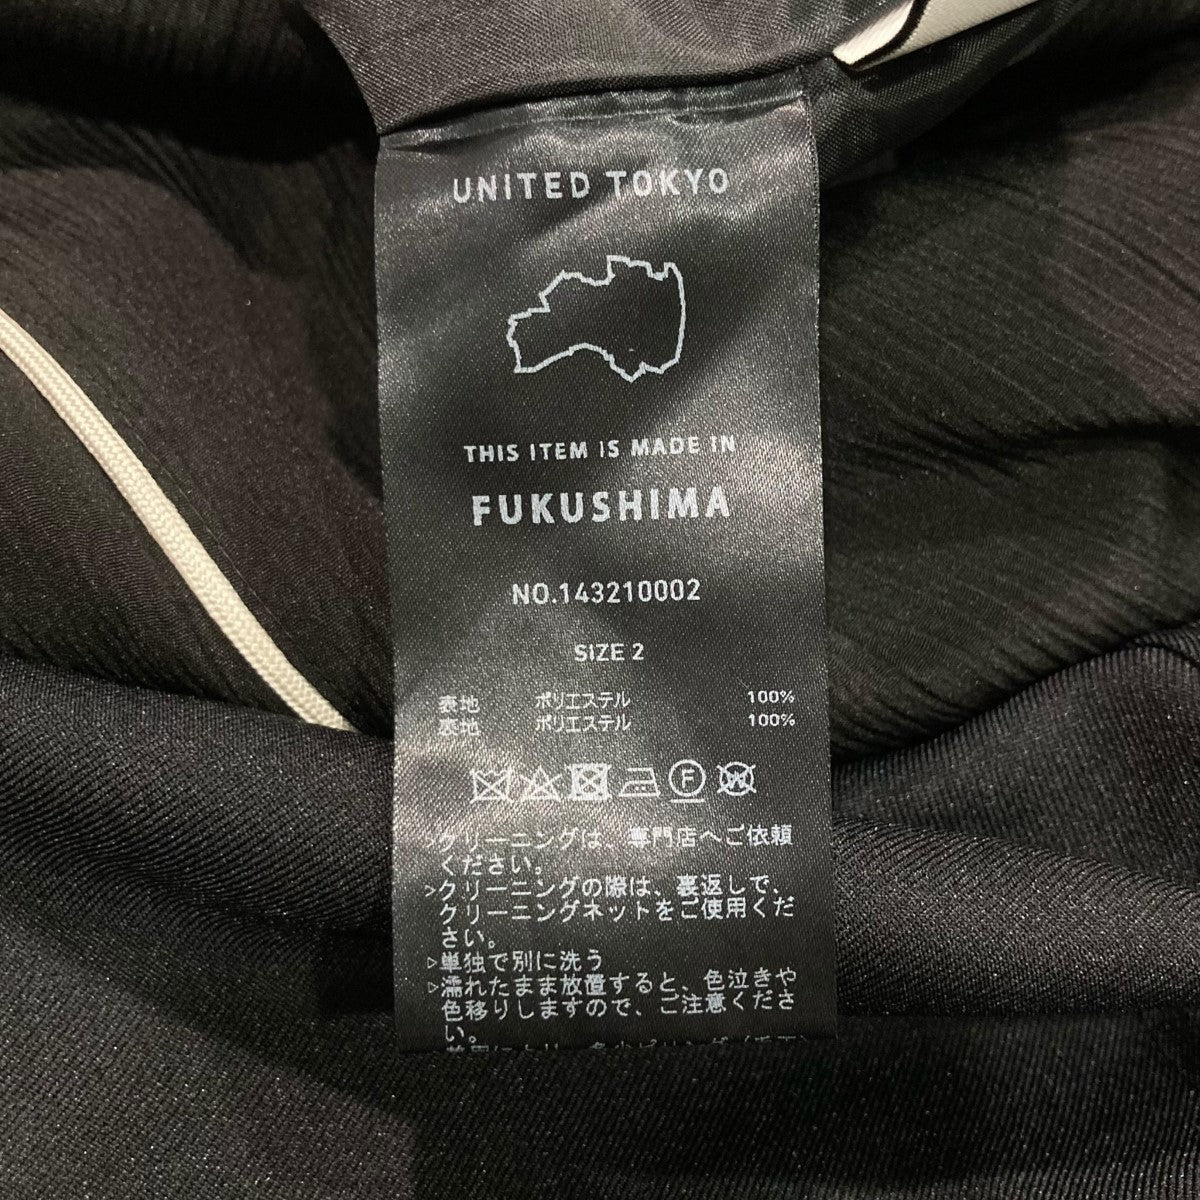 UNITED TOKYO
THIS ITEM IS MADE IN
FUKUSHIMA
NO.143210002
SIZE 2
表地 ポリエステル 100%
裏地 ポリエステル 100%
F
W
>クリーニングは、専門店へご依頼
ください。
>クリーニングの際は、裏返しで、
クリーニングネットをご使用くだ
さい。
▷単独で別に洗う
▷濡れたまま放置すると、色泣きや
色移りしますので、ご注意くださ
い。